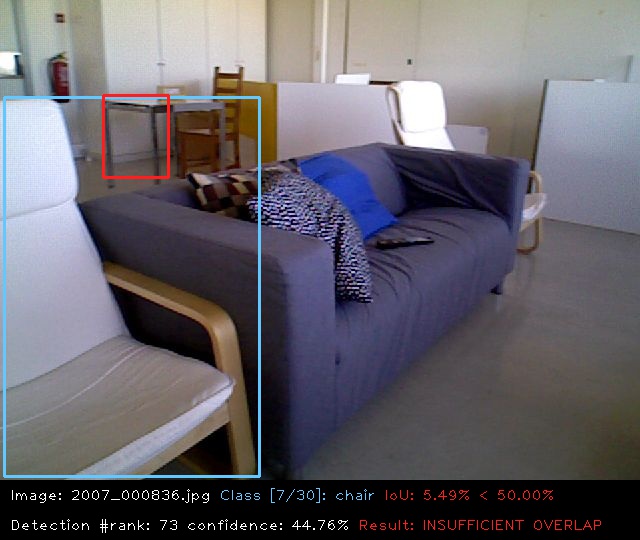 Image: 2007_000836.jpg Class [7/30]: chair IoU: 5.49% < 50.00%
Detection #rank: 73 confidence: 44.76% Result: INSUFFICIENT OVERLAP